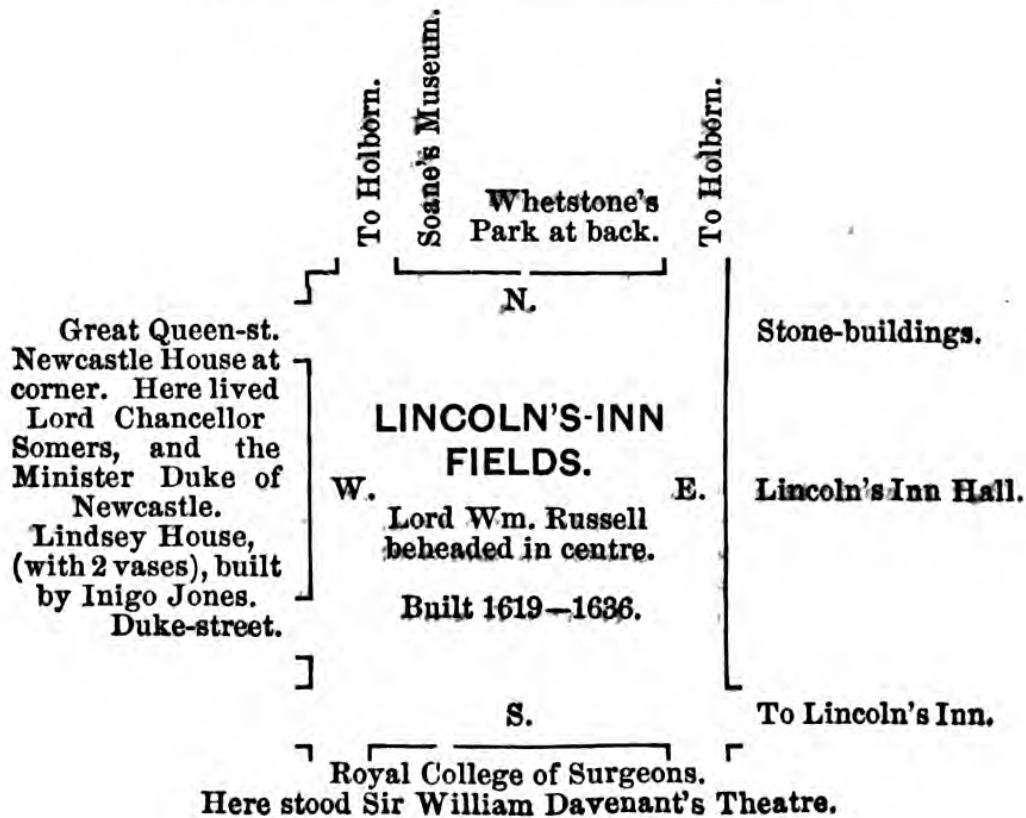 To Holborn.
Soane's Museum.
Whetstone's
Park at back.
To Holborn.
N.
Great Queen-st.
Newcastle House at
corner. Here lived
Lord Chancellor
Somers, and the
Minister Duke of
Newcastle.
Lindsey House,
(with 2 vases), built
by Inigo Jones.
Duke-street.
W.
LINCOLN'S-INN
FIELDS.
Lord Wm. Russell
beheaded in centre.
Built 1619—1636.
E.
Stone-buildings.
Lincoln's Inn Hall.
S.
To Lincoln's Inn.
Royal College of Surgeons.
Here stood Sir William Davenant's Theatre.